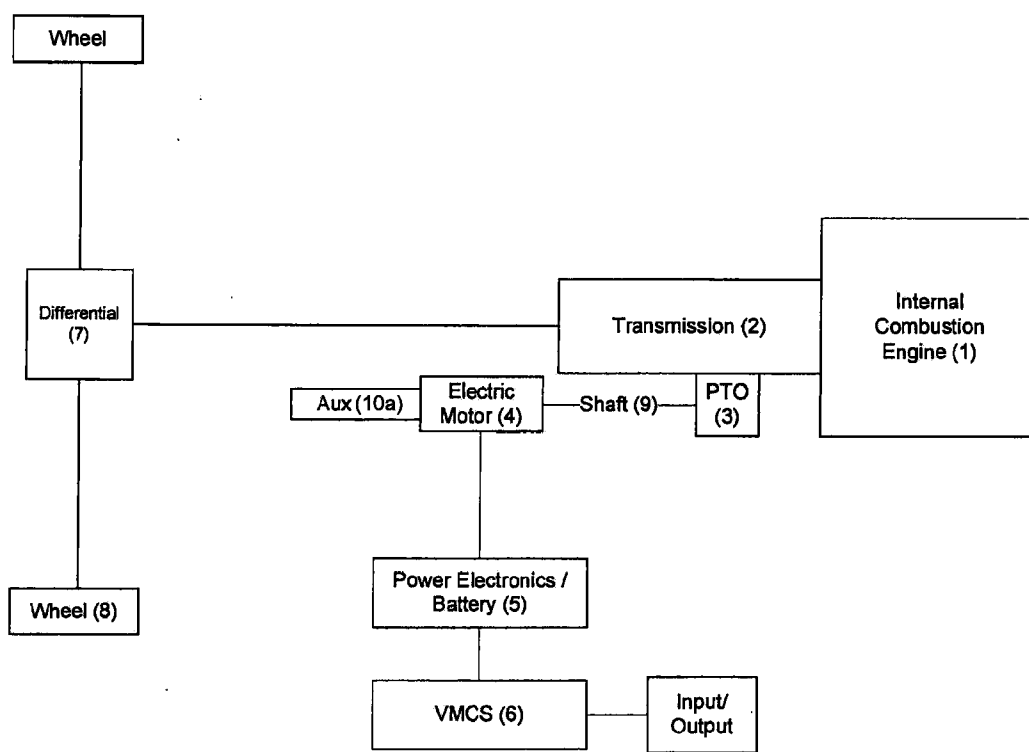 Wheel
Internal
Combustion
Engine (1)
Differential
(7)
Transmission (2)
Aux (10a)
Electric
Motor (4)
Shaft (9)
PTO
(3)
Power Electronics /
Battery (5)
Wheel (8)
VMCS (6)
Input/
Output